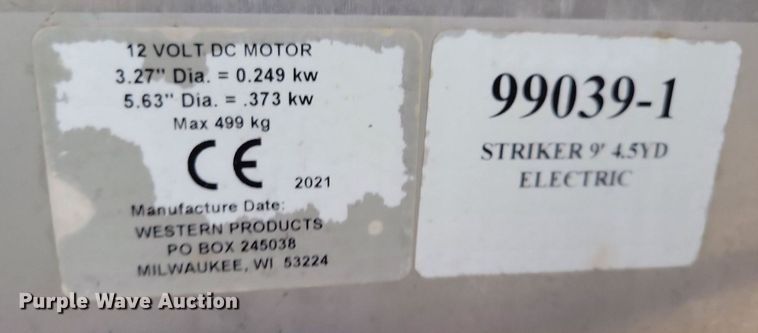 12 VOLT DC MOTOR
3.27" Dia. = 0.249 kw
5.63" Dia. = .373 kw
Max 499 kg
CE 2021
Manufacture Date:
WESTERN PRODUCTS
PO BOX 245038
MILWAUKEE, WI 53224
99039-1
STRIKER 9' 4.5YD
ELECTRIC
Purple Wave Auction